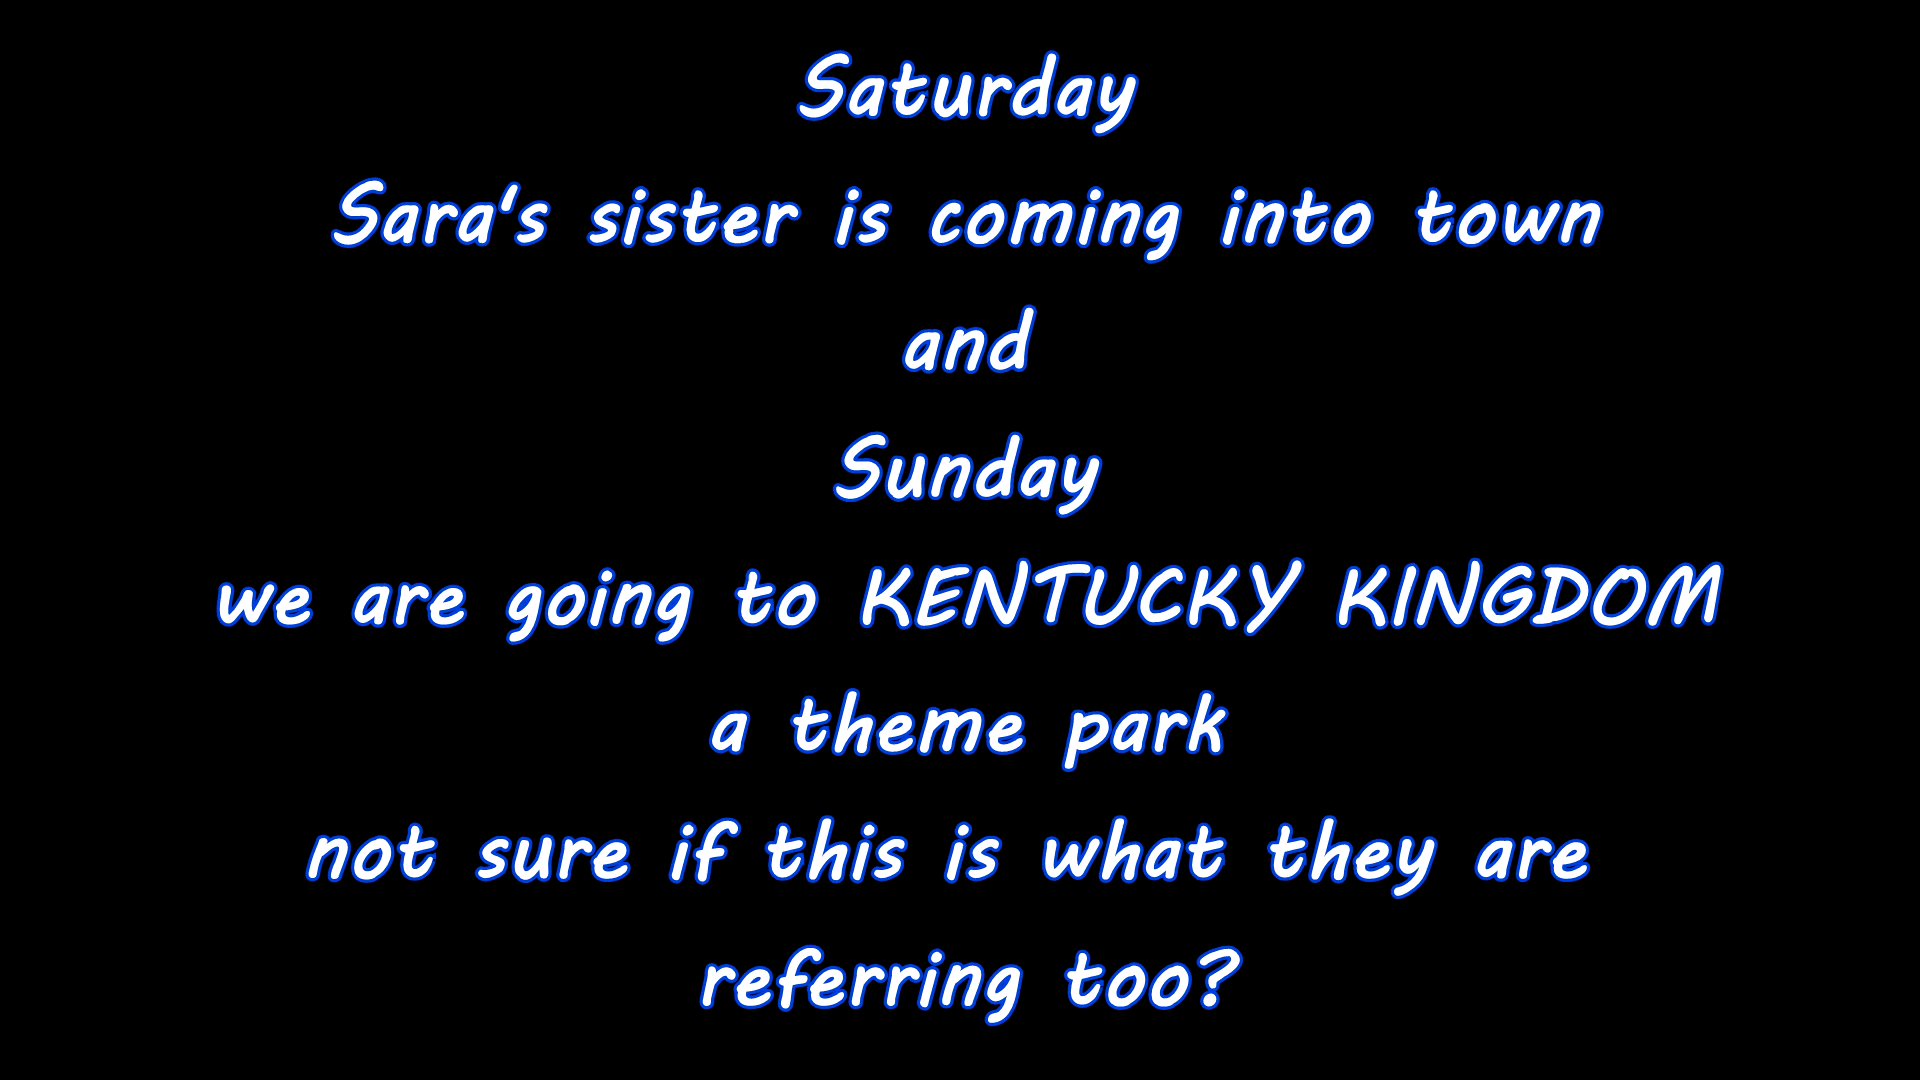 Saturday
Sara's sister is coming into town
and
Sunday
we are going to KENTUCKY KINGDOM
a theme park
not sure if this is what they are
referring too?